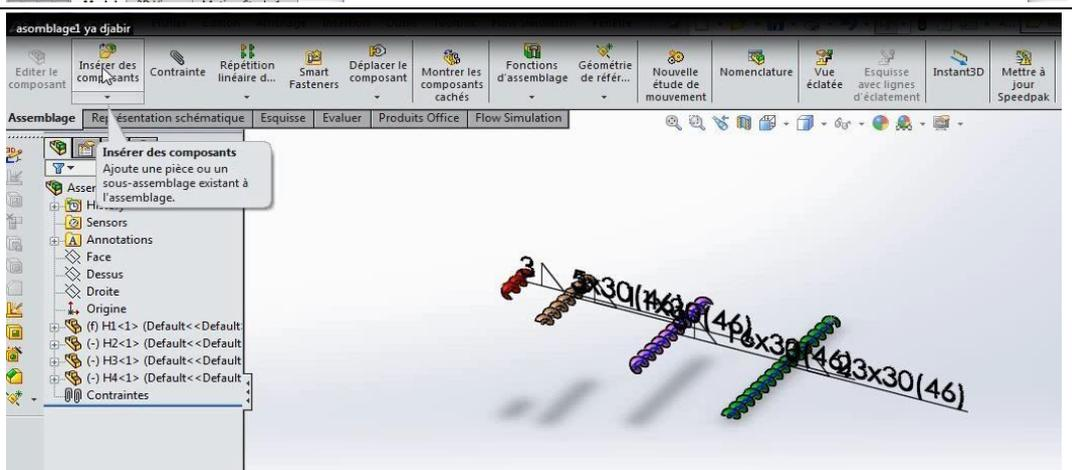 asomblage1 ya djabir
Editer le composant
Insérer des composants
Contrainte
Répétition linéaire d...
Smart Fasteners
Déplacer le composant
Montrer les composants cachés
Fonctions d'assemblage
Géométrie de référ...
Nouvelle étude de mouvement
Nomenclature
Vue éclatée
Esquisse avec lignes d'éclatement
Instant3D
Mettre à jour Speedpak
Assemblage
Représentation schématique
Esquisse
Evaluer
Produits Office
Flow Simulation
Insérer des composants
Ajoute une pièce ou un
sous-assemblage existant à
l'assemblage.
Sensors
Annotations
Face
Dessus
Droite
Origine
(f) H1<1> (Default<<Default
(-) H2<1> (Default<<Default
(-) H3<1> (Default<<Default
(-) H4<1> (Default<<Default
Contraintes
23x30(46)